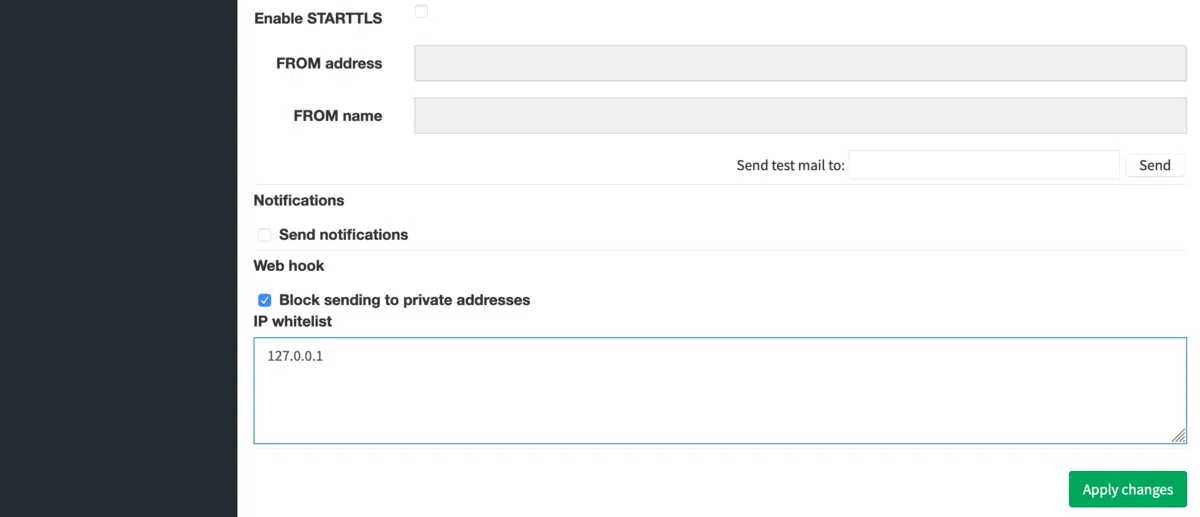 Enable STARTTLS
FROM address
FROM name
Send test mail to: Send
Notifications
Send notifications
Web hook
Block sending to private addresses
IP whitelist
127.0.0.1
Apply changes